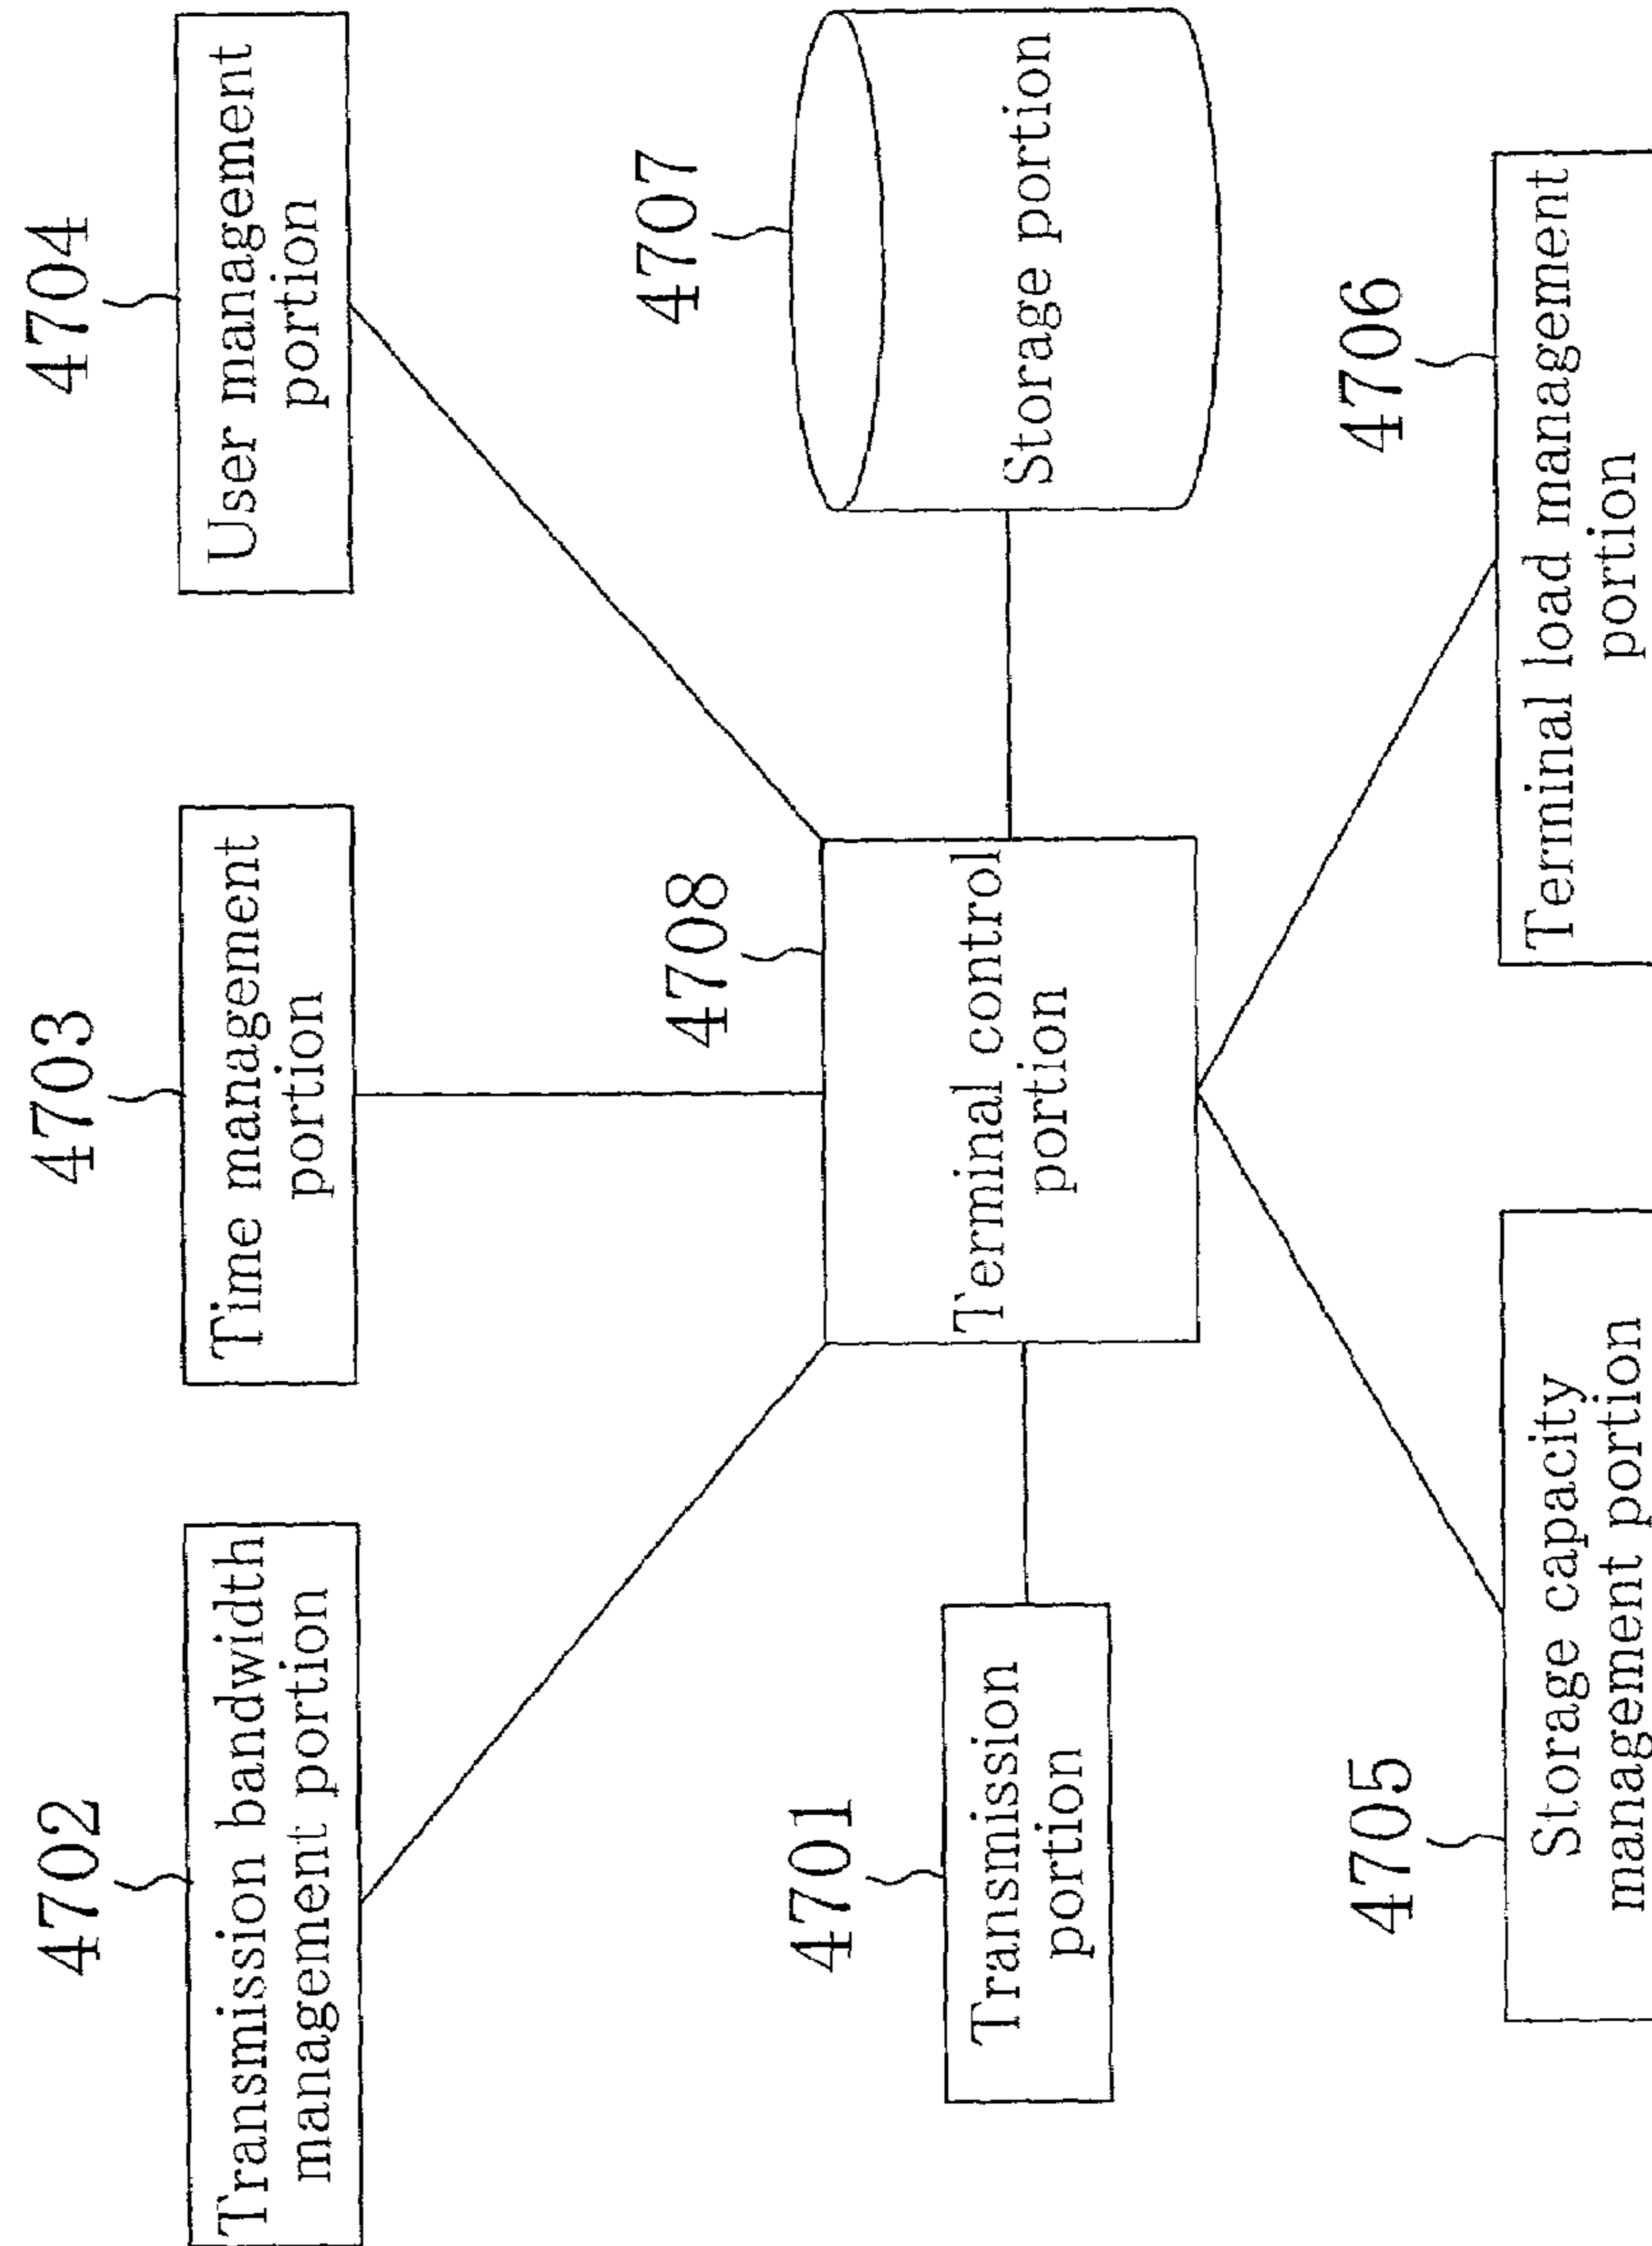 4702
Transmission bandwidth
management portion
4703
Time management
portion
4704
User management
portion
4701
Transmission
portion
4708
Terminal control
portion
4707
Storage portion
4705
Storage capacity
management portion
4706
Terminal load management
portion